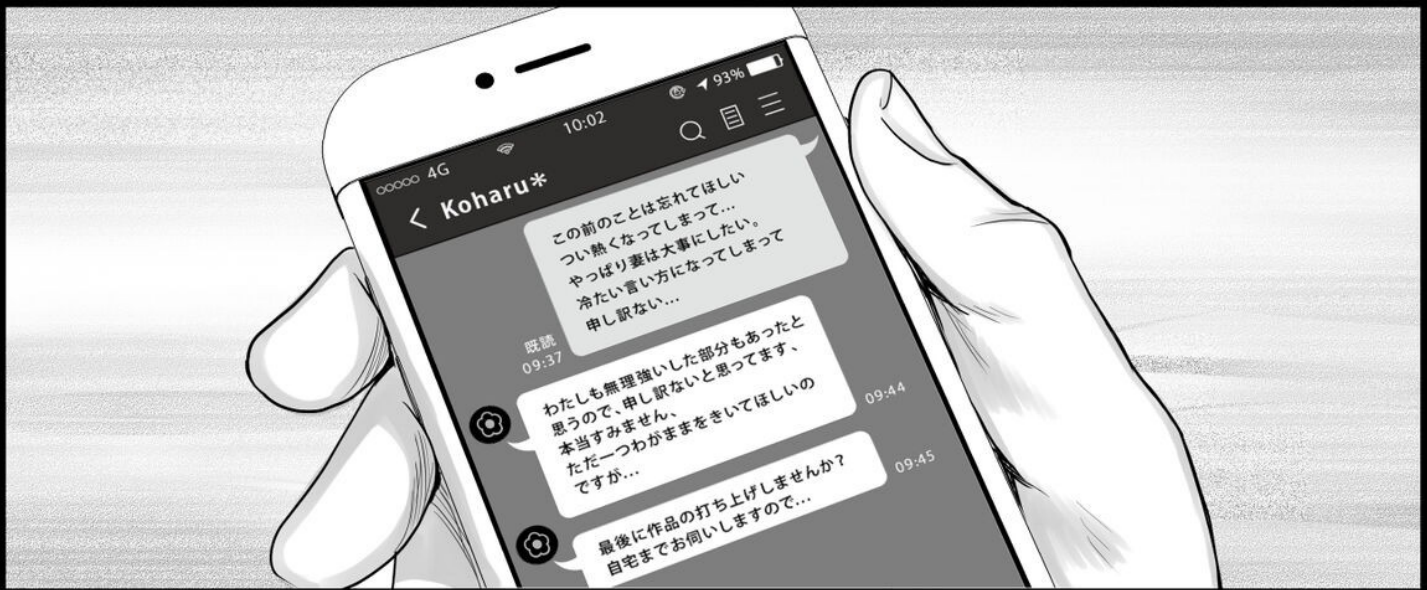 4G
10:02
93%
Koharu*
この前のことは忘れてほしい
つい熱くなってしまって…
やっぱり妻は大事にしたい。
冷たい言い方になってしまって
申し訳ない…
既読
09:37
わたしも無理強いした部分もあったと
思うので、申し訳ないと思ってます、
本当すみません、
ただ一つわがままをきいてほしいの
ですが…
09:44
最後に作品の打ち上げしませんか?
自宅までお伺いしますので…
09:45